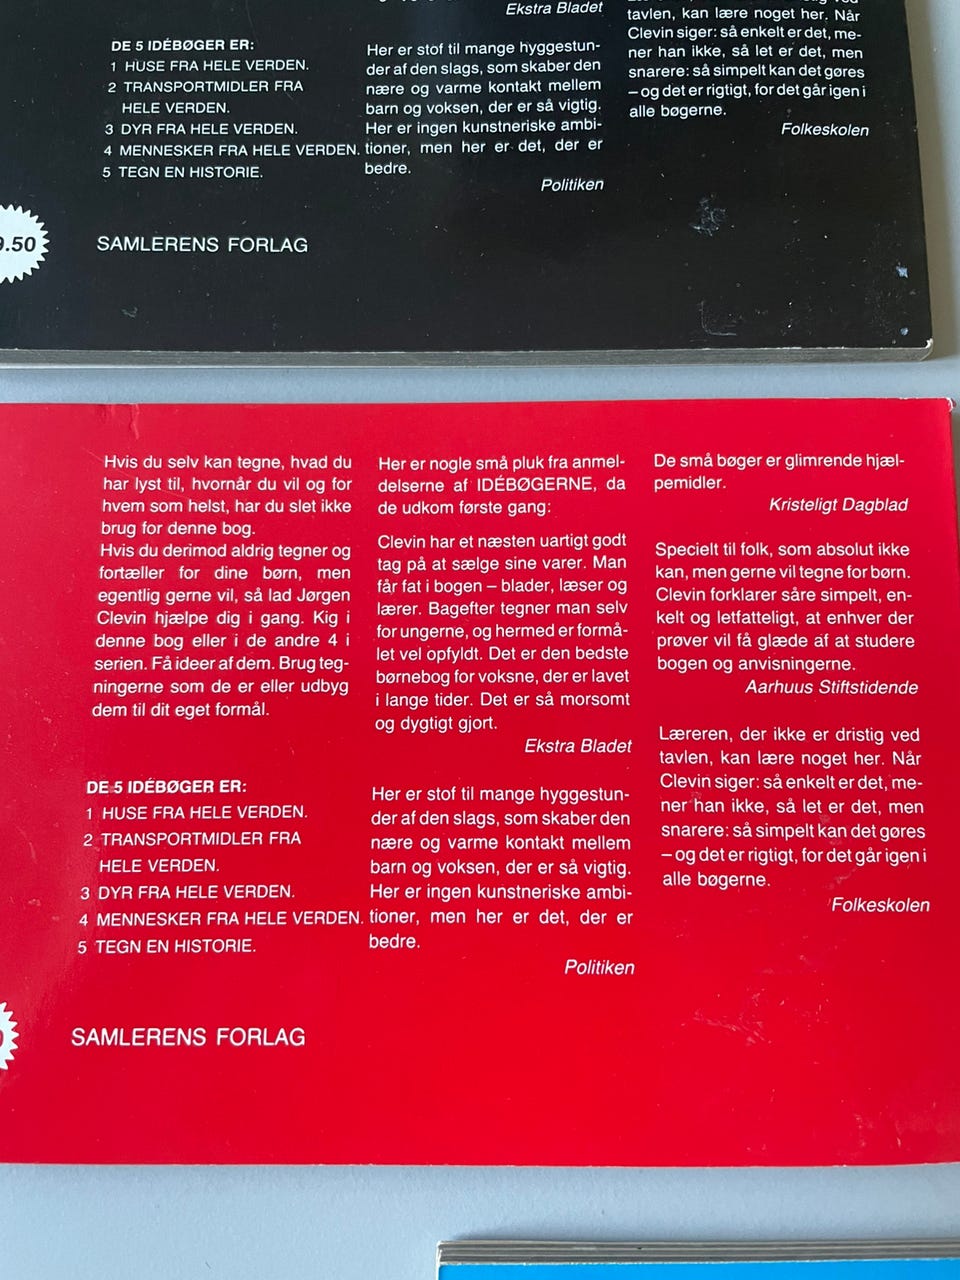 Ekstra Bladet
DE 5 IDÉBØGER ER:
1 HUSE FRA HELE VERDEN.
2 TRANSPORTMIDLER FRA
HELE VERDEN.
3 DYR FRA HELE VERDEN.
4 MENNESKER FRA HELE VERDEN.
5 TEGN EN HISTORIE.
9.50
SAMLERENS FORLAG
Her er stof til mange hyggestun-
der af den slags, som skaber den
nære og varme kontakt mellem
barn og voksen, der er så vigtig.
Her er ingen kunstneriske ambi-
tioner, men her er det, der er
bedre.
Politiken
tavlen, kan lære noget her. Når
Clevin siger: så enkelt er det, me-
ner han ikke, så let er det, men
snarere: så simpelt kan det gøres
– og det er rigtigt, for det går igen i
alle bøgerne.
Folkeskolen
Hvis du selv kan tegne, hvad du
har lyst til, hvornår du vil og for
hvem som helst, har du slet ikke
brug for denne bog.
Hvis du derimod aldrig tegner og
fortæller for dine børn, men
egentlig gerne vil, så lad Jørgen
Clevin hjælpe dig i gang. Kig i
denne bog eller i de andre 4 i
serien. Få ideer af dem. Brug teg-
ningerne som de er eller udbyg
dem til dit eget formål.
DE 5 IDÉBØGER ER:
1 HUSE FRA HELE VERDEN.
2 TRANSPORTMIDLER FRA
HELE VERDEN.
3 DYR FRA HELE VERDEN.
4 MENNESKER FRA HELE VERDEN.
5 TEGN EN HISTORIE.
SAMLERENS FORLAG
Her er nogle små pluk fra anmel-
delserne af IDÉBØGERNE, da
de udkom første gang:
Clevin har et næsten uartigt godt
tag på at sælge sine varer. Man
får fat i bogen – blader, læser og
lærer. Bagefter tegner man selv
for ungerne, og hermed er formå-
let vel opfyldt. Det er den bedste
børnebog for voksne, der er lavet
i lange tider. Det er så morsomt
og dygtigt gjort.
Ekstra Bladet
Her er stof til mange hyggestun-
der af den slags, som skaber den
nære og varme kontakt mellem
barn og voksen, der er så vigtig.
Her er ingen kunstneriske ambi-
tioner, men her er det, der er
bedre.
Politiken
De små bøger er glimrende hjæl-
pemidler.
Kristeligt Dagblad
Specielt til folk, som absolut ikke
kan, men gerne vil tegne for børn.
Clevin forklarer såre simpelt, en-
kelt og letfatteligt, at enhver der
prøver vil få glæde af at studere
bogen og anvisningerne.
Aarhuus Stiftstidende
Læreren, der ikke er dristig ved
tavlen, kan lære noget her. Når
Clevin siger: så enkelt er det, me-
ner han ikke, så let er det, men
snarere: så simpelt kan det gøres
– og det er rigtigt, for det går igen i
alle bøgerne.
Folkeskolen